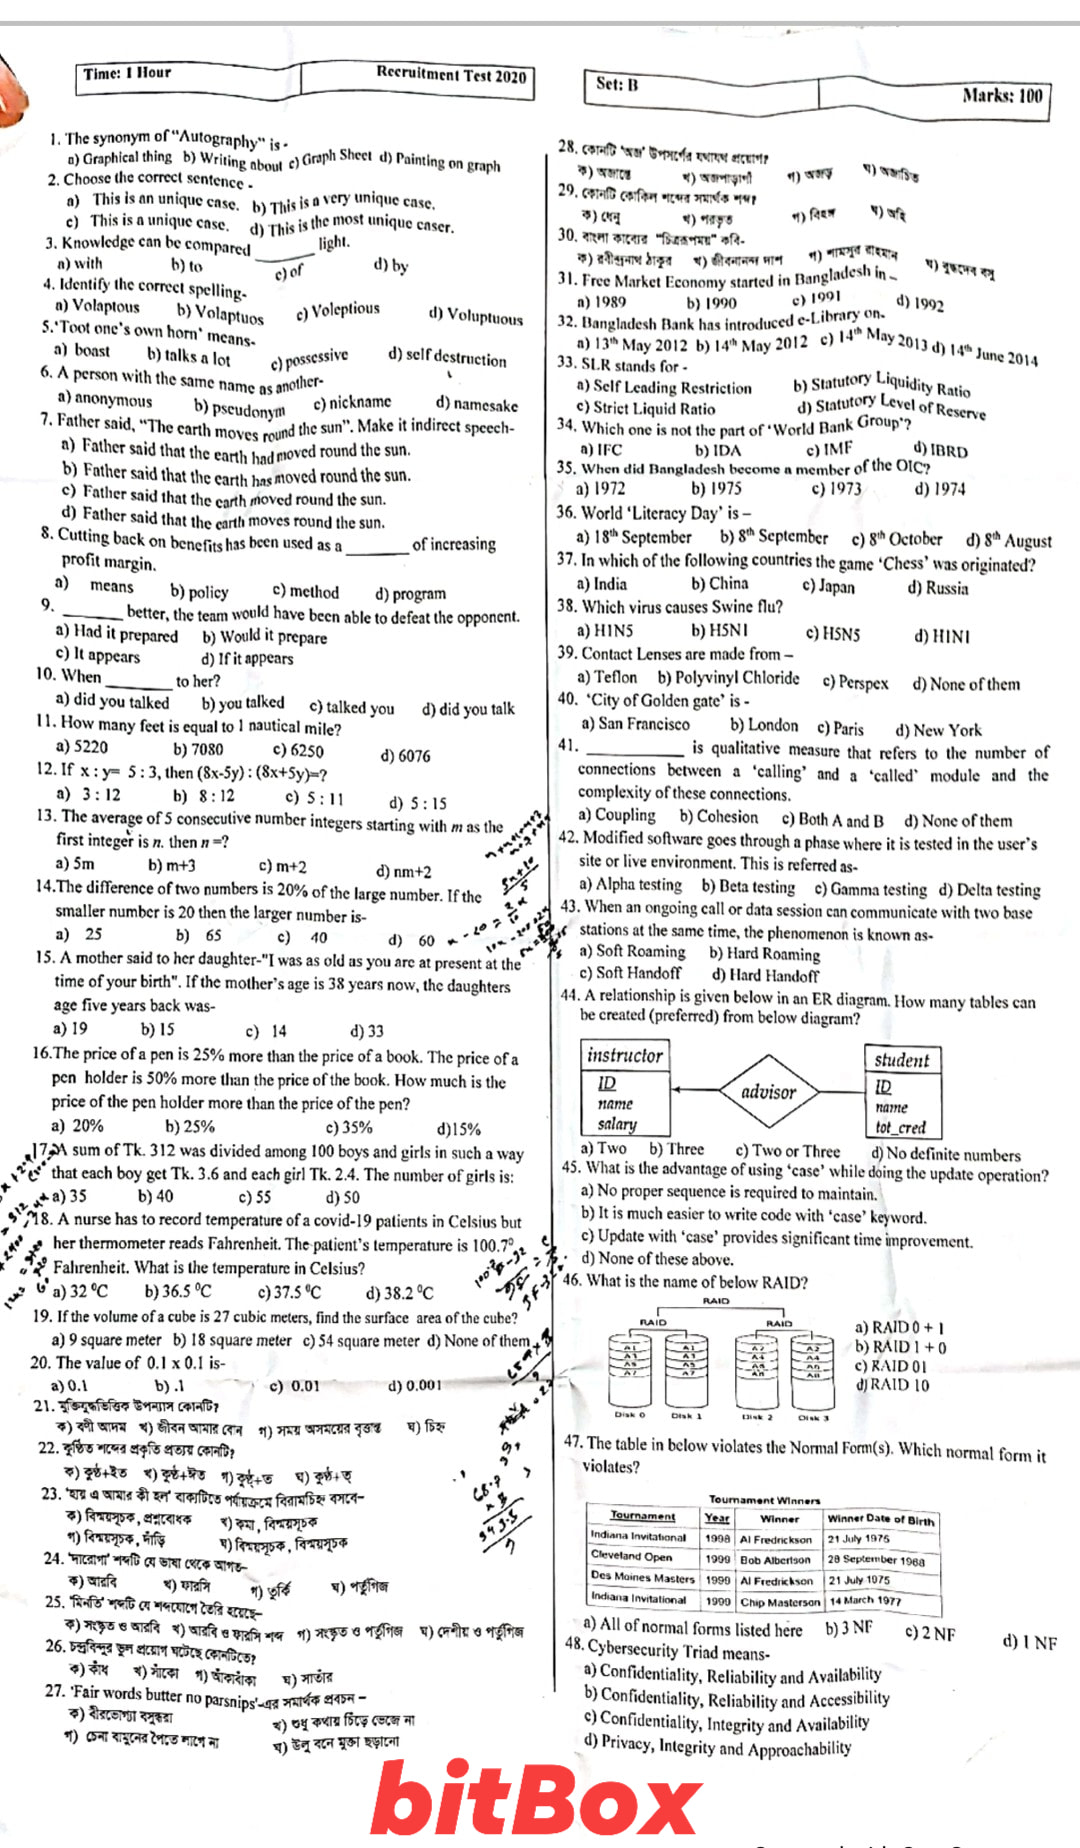 Time: 1 Hour
Recruitment Test 2020
Set: B
Marks: 100
1. The synonym of "Autography" is -
a) Graphical thing b) Writing about c) Graph Sheet d) Painting on graph
2. Choose the correct sentence -
a) This is an unique case. b) This is a very unique case.
c) This is a unique case. d) This is the most unique caser.
3. Knowledge can be compared ______ light.
a) with b) to c) of d) by
4. Identify the correct spelling-
a) Volaptous b) Volaptuos c) Voleptious d) Voluptuous
5.'Toot one's own horn' means-
a) boast b) talks a lot c) possessive d) self destruction
6. A person with the same name as another-
a) anonymous b) pseudonym c) nickname d) namesake
7. Father said, "The earth moves round the sun". Make it indirect speech-
a) Father said that the earth had moved round the sun.
b) Father said that the earth has moved round the sun.
c) Father said that the earth moved round the sun.
d) Father said that the earth moves round the sun.
8. Cutting back on benefits has been used as a ______ of increasing
profit margin.
a) means b) policy c) method d) program
9. ______ better, the team would have been able to defeat the opponent.
a) Had it prepared b) Would it prepare
c) It appears d) If it appears
10. When ______ to her?
a) did you talked b) you talked c) talked you d) did you talk
11. How many feet is equal to 1 nautical mile?
a) 5220 b) 7080 c) 6250 d) 6076
12. If x : y= 5 : 3, then (8x-5y) : (8x+5y)=?
a) 3 : 12 b) 8 : 12 c) 5 : 11 d) 5 : 15
13. The average of 5 consecutive number integers starting with m as the
first integer is n. then n =?
a) 5m b) m+3 c) m+2 d) nm+2
14.The difference of two numbers is 20% of the large number. If the
smaller number is 20 then the larger number is-
a) 25 b) 65 c) 40 d) 60
15. A mother said to her daughter-"I was as old as you are at present at the
time of your birth". If the mother's age is 38 years now, the daughters
age five years back was-
a) 19 b) 15 c) 14 d) 33
16.The price of a pen is 25% more than the price of a book. The price of a
pen holder is 50% more than the price of the book. How much is the
price of the pen holder more than the price of the pen?
a) 20% b) 25% c) 35% d)15%
17. A sum of Tk. 312 was divided among 100 boys and girls in such a way
that each boy get Tk. 3.6 and each girl Tk. 2.4. The number of girls is:
a) 35 b) 40 c) 55 d) 50
18. A nurse has to record temperature of a covid-19 patients in Celsius but
her thermometer reads Fahrenheit. The patient's temperature is 100.7°
Fahrenheit. What is the temperature in Celsius?
a) 32 ⁰C b) 36.5 ⁰C c) 37.5 ⁰C d) 38.2 ⁰C
19. If the volume of a cube is 27 cubic meters, find the surface area of the cube?
a) 9 square meter b) 18 square meter c) 54 square meter d) None of them
20. The value of 0.1 x 0.1 is-
a) 0.1 b) .1 c) 0.01 d) 0.001
21. মুক্তিযুদ্ধভিত্তিক উপন্যাস কোনটি?
ক) বণী আদম খ) জীবন আমার বোন গ) সময় অসময়ের বৃত্তান্ত ঘ) চিহ্ন
22. কুণ্ঠিত শব্দের প্রকৃতি প্রত্যয় কোনটি?
ক) কুণ্ঠ+ইত খ) কুণ্ঠ+ঈত গ) কুণ্ঠ+ত ঘ) কুণ্ঠ+ত্
23. 'হায় এ আমার কী হল' বাক্যটিতে পর্যায়ক্রমে বিরামচিহ্ন বসবে-
ক) বিস্ময়সূচক, প্রশ্নবোধক খ) কমা, বিস্ময়সূচক
গ) বিস্ময়সূচক, দাঁড়ি ঘ) বিস্ময়সূচক, বিস্ময়সূচক
24. 'দারোগা' শব্দটি যে ভাষা থেকে আগত-
ক) আরবি খ) ফারসি গ) তুর্কি ঘ) পর্তুগিজ
25. 'মিনতি' শব্দটি যে শব্দযোগে তৈরি হয়েছে-
ক) সংস্কৃত ও আরবি খ) আরবি ও ফারসি শব্দ গ) সংস্কৃত ও পর্তুগিজ ঘ) দেশীয় ও পর্তুগিজ
26. চন্দ্রবিন্দুর ভুল প্রয়োগ ঘটেছে কোনটিতে?
ক) কাঁধ খ) সাঁকো গ) আঁকাবাঁকা ঘ) সাতাঁর
27. 'Fair words butter no parsnips'-এর সমার্থক প্রবচন –
ক) বীরভোগ্যা বসুন্ধরা খ) শুধু কথায় চিঁড়ে ভেজে না
গ) চেনা বামুনের পৈতে লাগে না ঘ) উলু বনে মুক্তা ছড়ানো
28. কোনটি 'অজ' উপসর্গের যথাযথ প্রয়োগ?
খ) অজপাড়াগাঁ
29. কোনটি কোকিল শব্দের সমার্থক শব্দ?
ক) ধেনু খ) পরভৃত গ) বিহঙ্গ ঘ) অহি
30. বাংলা কাব্যের "চিত্ররূপময়" কবি-
ক) রবীন্দ্রনাথ ঠাকুর খ) জীবনানন্দ দাশ গ) শামসুর রাহমান ঘ) বুদ্ধদেব বসু
31. Free Market Economy started in Bangladesh in –
a) 1989 b) 1990 c) 1991 d) 1992
32. Bangladesh Bank has introduced e-Library on-
a) 13th May 2012 b) 14th May 2012 c) 14th May 2013 d) 14th June 2014
33. SLR stands for -
a) Self Leading Restriction b) Statutory Liquidity Ratio
c) Strict Liquid Ratio d) Statutory Level of Reserve
34. Which one is not the part of 'World Bank Group'?
a) IFC b) IDA c) IMF d) IBRD
35. When did Bangladesh become a member of the OIC?
a) 1972 b) 1975 c) 1973 d) 1974
36. World 'Literacy Day' is –
a) 18th September b) 8th September c) 8th October d) 8th August
37. In which of the following countries the game 'Chess' was originated?
a) India b) China c) Japan d) Russia
38. Which virus causes Swine flu?
a) H1N5 b) H5N1 c) H5N5 d) H1N1
39. Contact Lenses are made from –
a) Teflon b) Polyvinyl Chloride c) Perspex d) None of them
40. 'City of Golden gate' is -
a) San Francisco b) London c) Paris d) New York
41. ______ is qualitative measure that refers to the number of
connections between a 'calling' and a 'called' module and the
complexity of these connections.
a) Coupling b) Cohesion c) Both A and B d) None of them
42. Modified software goes through a phase where it is tested in the user's
site or live environment. This is referred as-
a) Alpha testing b) Beta testing c) Gamma testing d) Delta testing
43. When an ongoing call or data session can communicate with two base
stations at the same time, the phenomenon is known as-
a) Soft Roaming b) Hard Roaming
c) Soft Handoff d) Hard Handoff
44. A relationship is given below in an ER diagram. How many tables can
be created (preferred) from below diagram?
instructor
ID
name
salary
advisor
student
ID
name
tot_cred
a) Two b) Three c) Two or Three d) No definite numbers
45. What is the advantage of using 'case' while doing the update operation?
a) No proper sequence is required to maintain.
b) It is much easier to write code with 'case' keyword.
c) Update with 'case' provides significant time improvement.
d) None of these above.
46. What is the name of below RAID?
RAID
RAID RAID
A1 A1 A2 A2
A3 A3 A4 A4
A5 A5 A6 A6
A7 A7 A8 A8
Disk 0 Disk 1 Disk 2 Disk 3
a) RAID 0 + 1
b) RAID 1 + 0
c) RAID 01
d) RAID 10
47. The table in below violates the Normal Form(s). Which normal form it
violates?
Tournament Winners
Tournament Year Winner Winner Date of Birth
Indiana Invitational 1998 Al Fredrickson 21 July 1975
Cleveland Open 1999 Bob Albertson 28 September 1968
Des Moines Masters 1999 Al Fredrickson 21 July 1975
Indiana Invitational 1999 Chip Masterson 14 March 1977
a) All of normal forms listed here b) 3 NF c) 2 NF d) 1 NF
48. Cybersecurity Triad means-
a) Confidentiality, Reliability and Availability
b) Confidentiality, Reliability and Accessibility
c) Confidentiality, Integrity and Availability
d) Privacy, Integrity and Approachability
bitBox